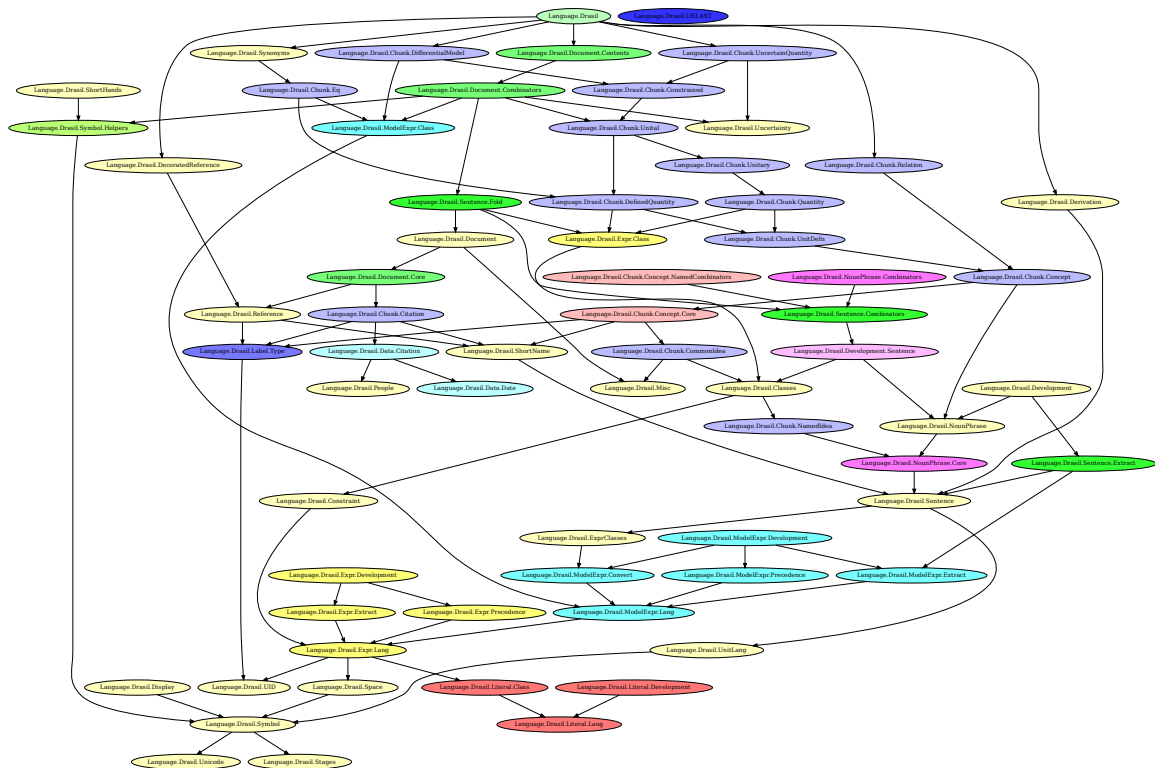 Language.Drasil
Language.Drasil.URLAST
Language.Drasil.Synonyms
Language.Drasil.Chunk.DifferentialModel
Language.Drasil.Document.Contents
Language.Drasil.Chunk.UncertainQuantity
Language.Drasil.ShortHands
Language.Drasil.Chunk.Eq
Language.Drasil.Document.Combinators
Language.Drasil.Chunk.Constrained
Language.Drasil.Symbol.Helpers
Language.Drasil.ModelExpr.Class
Language.Drasil.Chunk.Unital
Language.Drasil.Uncertainty
Language.Drasil.DecoratedReference
Language.Drasil.Chunk.Unitary
Language.Drasil.Chunk.Relation
Language.Drasil.Sentence.Fold
Language.Drasil.Chunk.DefinedQuantity
Language.Drasil.Chunk.Quantity
Language.Drasil.Derivation
Language.Drasil.Document
Language.Drasil.Expr.Class
Language.Drasil.Chunk.UnitDefn
Language.Drasil.Document.Core
Language.Drasil.Chunk.Concept.NamedCombinators
Language.Drasil.NounPhrase.Combinators
Language.Drasil.Chunk.Concept
Language.Drasil.Reference
Language.Drasil.Chunk.Citation
Language.Drasil.Chunk.Concept.Core
Language.Drasil.Sentence.Combinators
Language.Drasil.Label.Type
Language.Drasil.Data.Citation
Language.Drasil.ShortName
Language.Drasil.Chunk.CommonIdea
Language.Drasil.Development.Sentence
Language.Drasil.People
Language.Drasil.Data.Date
Language.Drasil.Misc
Language.Drasil.Classes
Language.Drasil.Development
Language.Drasil.Chunk.NamedIdea
Language.Drasil.NounPhrase
Language.Drasil.NounPhrase.Core
Language.Drasil.Sentence.Extract
Language.Drasil.Constraint
Language.Drasil.Sentence
Language.Drasil.ExprClasses
Language.Drasil.ModelExpr.Development
Language.Drasil.Expr.Development
Language.Drasil.ModelExpr.Convert
Language.Drasil.ModelExpr.Precedence
Language.Drasil.ModelExpr.Extract
Language.Drasil.Expr.Extract
Language.Drasil.Expr.Precedence
Language.Drasil.ModelExpr.Lang
Language.Drasil.Expr.Lang
Language.Drasil.UnitLang
Language.Drasil.Display
Language.Drasil.UID
Language.Drasil.Space
Language.Drasil.Literal.Class
Language.Drasil.Literal.Development
Language.Drasil.Symbol
Language.Drasil.Literal.Lang
Language.Drasil.Unicode
Language.Drasil.Stages